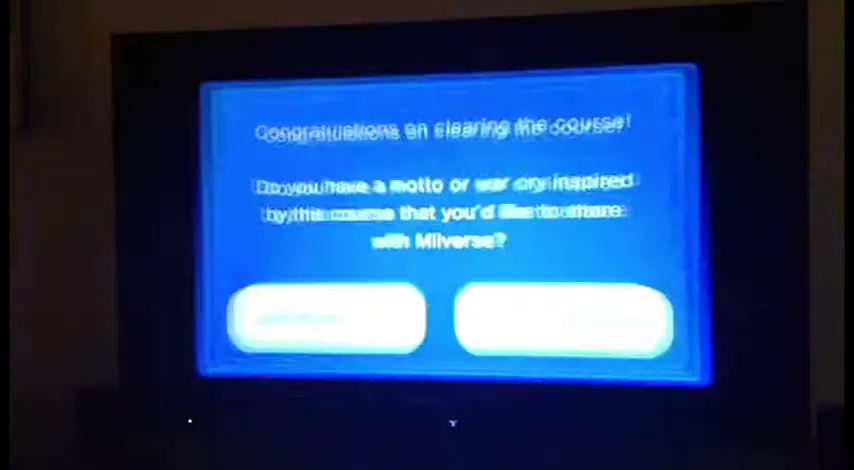 Congratulations on clearing the course!
Do you have a motto or war cry inspired
by this course that you'd like to share
with Miiverse?